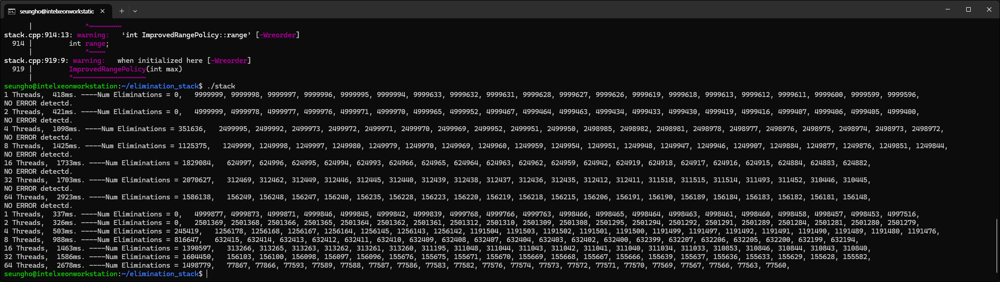 seungho@intelxeonworkstatic
|             ^~~~~~~~~
stack.cpp:914:13: warning:   ‘int ImprovedRangePolicy::range’ [-Wreorder]
  914 |         int range;
      |             ^~~~~
stack.cpp:919:9: warning:   when initialized here [-Wreorder]
  919 |         ImprovedRangePolicy(int max)
      |         ^~~~~~~~~~~~~~~~~~~
seungho@intelxeonworkstation:~/elimination_stack$ ./stack
1 Threads,  418ms. ----Num Eliminations = 0,   9999999, 9999998, 9999997, 9999996, 9999995, 9999994, 9999633, 9999632, 9999631, 9999628, 9999627, 9999626, 9999619, 9999618, 9999613, 9999612, 9999611, 9999600, 9999599, 9999596,
NO ERROR detectd.
2 Threads,  421ms. ----Num Eliminations = 0,   4999999, 4999978, 4999977, 4999976, 4999971, 4999970, 4999965, 4999952, 4999467, 4999464, 4999463, 4999434, 4999433, 4999430, 4999419, 4999416, 4999407, 4999406, 4999405, 4999400,
NO ERROR detectd.
4 Threads,  1098ms. ----Num Eliminations = 351636,   2499995, 2499992, 2499973, 2499972, 2499971, 2499970, 2499969, 2499952, 2499951, 2499950, 2498985, 2498982, 2498981, 2498978, 2498977, 2498976, 2498975, 2498974, 2498973, 2498972,
NO ERROR detectd.
8 Threads,  1425ms. ----Num Eliminations = 1125375,   1249999, 1249998, 1249997, 1249980, 1249979, 1249970, 1249969, 1249960, 1249959, 1249954, 1249951, 1249948, 1249947, 1249946, 1249907, 1249884, 1249877, 1249876, 1249851, 1249844,
NO ERROR detectd.
16 Threads,  1733ms. ----Num Eliminations = 1829084,   624997, 624996, 624995, 624994, 624993, 624966, 624965, 624964, 624963, 624962, 624959, 624942, 624919, 624918, 624917, 624916, 624915, 624884, 624883, 624882,
NO ERROR detectd.
32 Threads,  1703ms. ----Num Eliminations = 2070627,   312469, 312462, 312449, 312446, 312445, 312440, 312439, 312438, 312437, 312436, 312435, 312412, 312411, 311518, 311515, 311514, 311493, 311452, 310446, 310445,
NO ERROR detectd.
64 Threads,  2923ms. ----Num Eliminations = 1586138,   156249, 156248, 156247, 156240, 156235, 156228, 156223, 156220, 156219, 156218, 156215, 156206, 156191, 156190, 156189, 156184, 156183, 156182, 156181, 156148,
NO ERROR detectd.
1 Threads,  337ms. ----Num Eliminations = 0,   4999877, 4999873, 4999871, 4999846, 4999845, 4999842, 4999839, 4999768, 4999766, 4999763, 4998466, 4998465, 4998464, 4998463, 4998461, 4998460, 4998458, 4998457, 4998453, 4997516,
2 Threads,  326ms. ----Num Eliminations = 0,   2501369, 2501368, 2501366, 2501365, 2501364, 2501362, 2501361, 2501312, 2501310, 2501309, 2501308, 2501295, 2501294, 2501292, 2501291, 2501289, 2501284, 2501281, 2501280, 2501279,
4 Threads,  503ms. ----Num Eliminations = 245419,   1256178, 1256168, 1256167, 1256164, 1256145, 1256143, 1256142, 1191504, 1191503, 1191502, 1191501, 1191500, 1191499, 1191497, 1191492, 1191491, 1191490, 1191489, 1191480, 1191476,
8 Threads,  988ms. ----Num Eliminations = 816647,   632415, 632414, 632413, 632412, 632411, 632410, 632409, 632408, 632407, 632404, 632403, 632402, 632400, 632399, 632207, 632206, 632205, 632200, 632199, 632194,
16 Threads,  1463ms. ----Num Eliminations = 1390597,   313266, 313265, 313263, 313262, 313261, 313260, 311195, 311048, 311044, 311043, 311042, 311041, 311040, 311034, 311033, 310853, 310846, 310844, 310843, 310840,
32 Threads,  1586ms. ----Num Eliminations = 1604450,   156103, 156100, 156098, 156097, 156096, 155676, 155675, 155671, 155670, 155669, 155668, 155667, 155666, 155639, 155637, 155636, 155633, 155629, 155628, 155582,
64 Threads,  2678ms. ----Num Eliminations = 1498779,   77867, 77866, 77593, 77589, 77588, 77587, 77586, 77583, 77582, 77576, 77574, 77573, 77572, 77571, 77570, 77569, 77567, 77566, 77563, 77560,
seungho@intelxeonworkstation:~/elimination_stack$